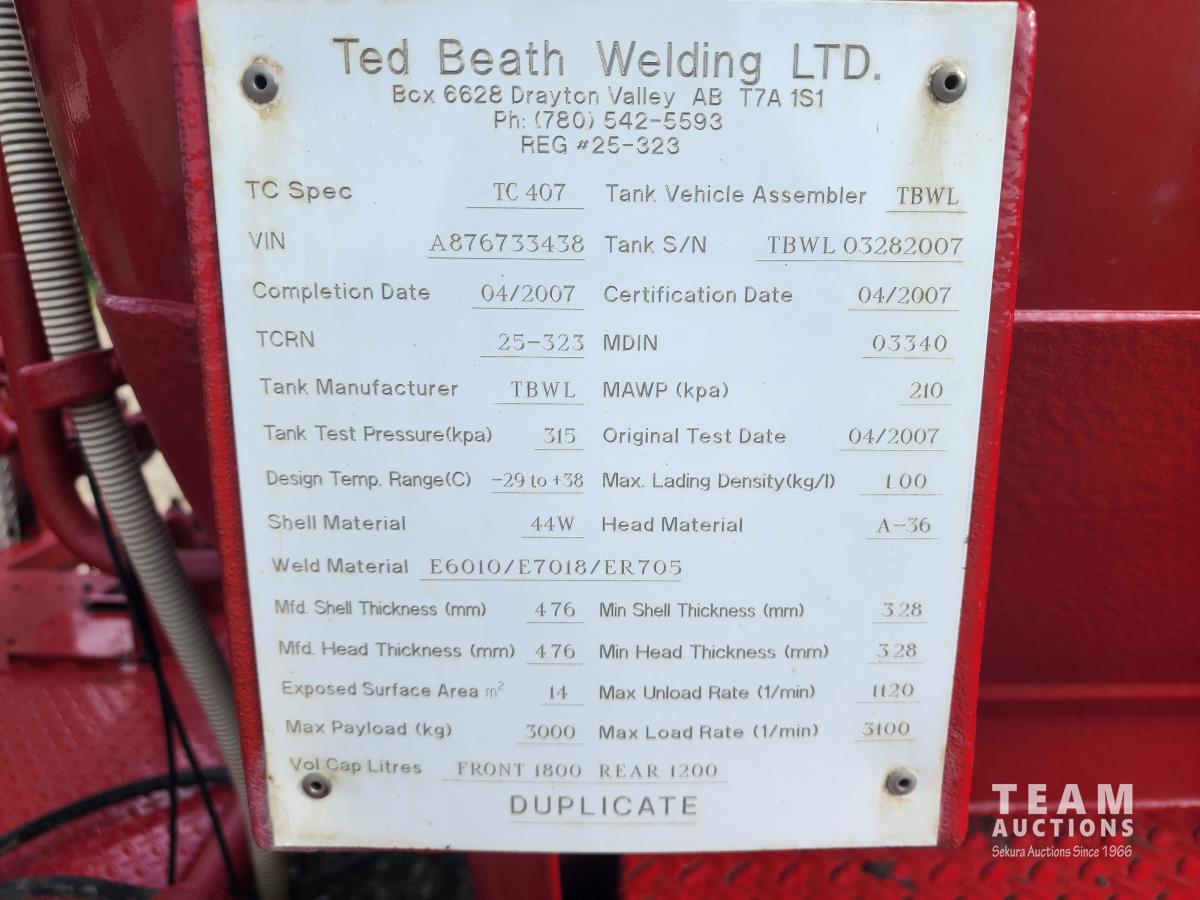 Ted Beath Welding LTD.
Box 6628 Drayton Valley AB T7A 1S1
Ph: (780) 542-5593
REG #25-323
TC Spec TC 407 Tank Vehicle Assembler TBWL
VIN A876733438 Tank S/N TBWL 03282007
Completion Date 04/2007 Certification Date 04/2007
TCRN 25-323 MDIN 03340
Tank Manufacturer TBWL MAWP (kpa) 210
Tank Test Pressure(kpa) 315 Original Test Date 04/2007
Design Temp. Range(C) -29 to +38 Max. Lading Density(kg/l) 1.00
Shell Material 44W Head Material A-36
Weld Material E6010/E7018/ER705
Mfd. Shell Thickness (mm) 4.76 Min Shell Thickness (mm) 3.28
Mfd. Head Thickness (mm) 4.76 Min Head Thickness (mm) 3.28
Exposed Surface Area m² 14 Max Unload Rate (1/min) 1120
Max Payload (kg) 3000 Max Load Rate (1/min) 3100
Vol Cap Litres FRONT 1800 REAR 1200
DUPLICATE
TEAM
AUCTIONS
Sekura Auctions Since 1966